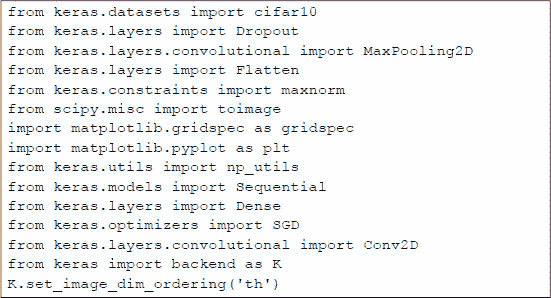 from keras.datasets import cifar10
from keras.layers import Dropout
from keras.layers.convolutional import MaxPooling2D
from keras.layers import Flatten
from keras.constraints import maxnorm
from scipy.misc import toimage
import matplotlib.gridspec as gridspec
import matplotlib.pyplot as plt
from keras.utils import np_utils
from keras.models import Sequential
from keras.layers import Dense
from keras.optimizers import SGD
from keras.layers.convolutional import Conv2D
from keras import backend as K
K.set_image_dim_ordering('th')